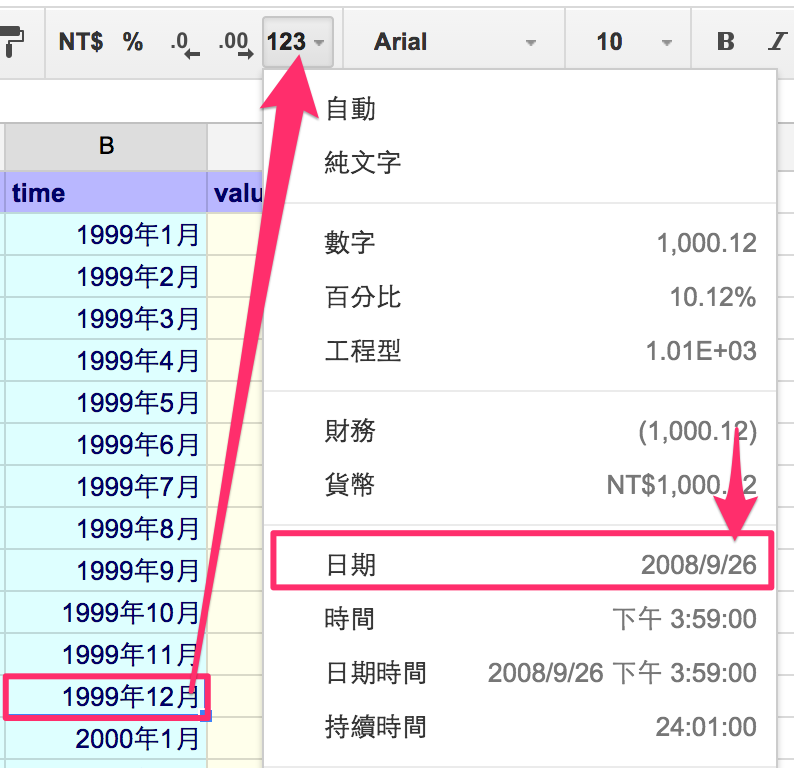 NT$ % .0 .00 123 Arial 10 B I
B
time valu
1999年1月
1999年2月
1999年3月
1999年4月
1999年5月
1999年6月
1999年7月
1999年8月
1999年9月
1999年10月
1999年11月
1999年12月
2000年1月
自動
純文字
數字 1,000.12
百分比 10.12%
工程型 1.01E+03
財務 (1,000.12)
貨幣 NT$1,000.12
日期 2008/9/26
時間 下午 3:59:00
日期時間 2008/9/26 下午 3:59:00
持續時間 24:01:00